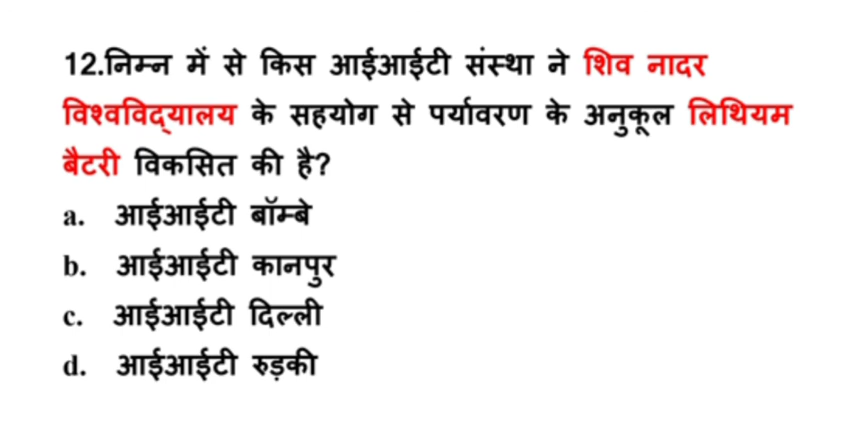 12.निम्न में से किस आईआईटी संस्था ने शिव नादर
विश्वविद्यालय के सहयोग से पर्यावरण के अनुकूल लिथियम
बैटरी विकसित की है?
a. आईआईटी बॉम्बे
b. आईआईटी कानपुर
c. आईआईटी दिल्ली
d. आईआईटी रुड़की